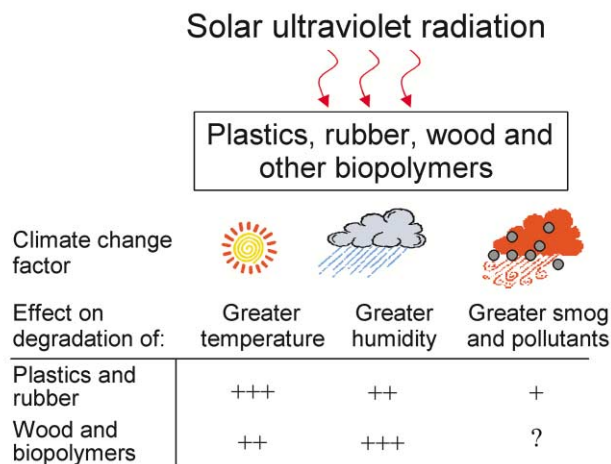 Solar ultraviolet radiation
Plastics, rubber, wood and
other biopolymers
Climate change
factor
Effect on
degradation of:
Greater
temperature
Greater
humidity
Greater smog
and pollutants
Plastics and
rubber
+++
++
+
Wood and
biopolymers
++
+++
?